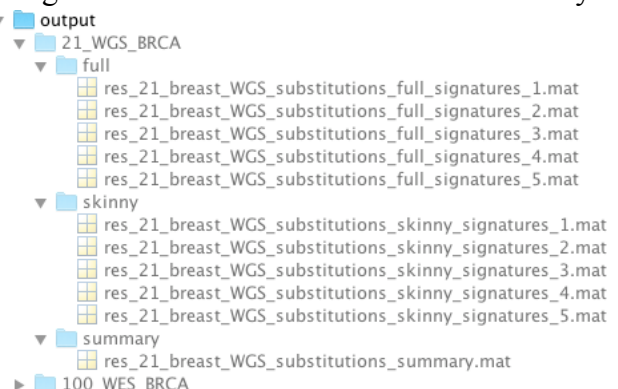 output
21_WGS_BRCA
full
res_21_breast_WGS_substitutions_full_signatures_1.mat
res_21_breast_WGS_substitutions_full_signatures_2.mat
res_21_breast_WGS_substitutions_full_signatures_3.mat
res_21_breast_WGS_substitutions_full_signatures_4.mat
res_21_breast_WGS_substitutions_full_signatures_5.mat
skinny
res_21_breast_WGS_substitutions_skinny_signatures_1.mat
res_21_breast_WGS_substitutions_skinny_signatures_2.mat
res_21_breast_WGS_substitutions_skinny_signatures_3.mat
res_21_breast_WGS_substitutions_skinny_signatures_4.mat
res_21_breast_WGS_substitutions_skinny_signatures_5.mat
summary
res_21_breast_WGS_substitutions_summary.mat
100_WES_BRCA